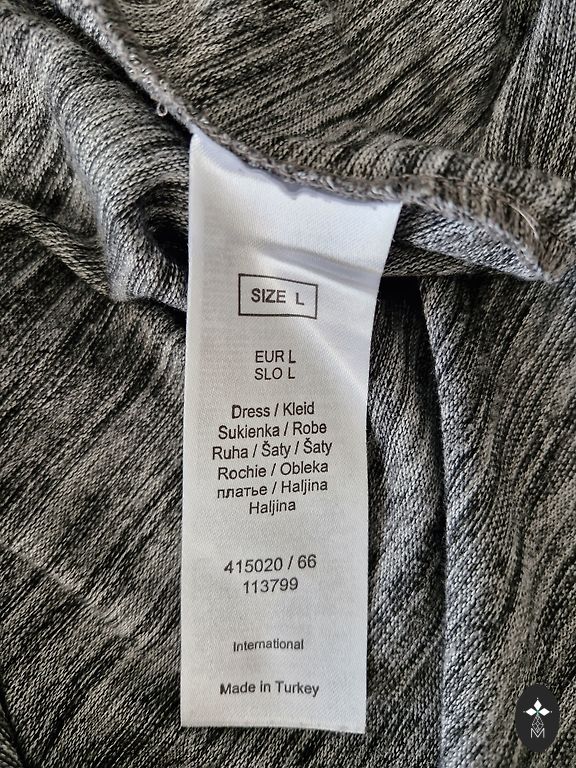 SIZE L
EUR L
SLO L
Dress / Kleid
Sukienka / Robe
Ruha / Šaty / Šaty
Rochie / Obleka
платье / Haljina
Haljina
415020 / 66
113799
International
Made in Turkey
M